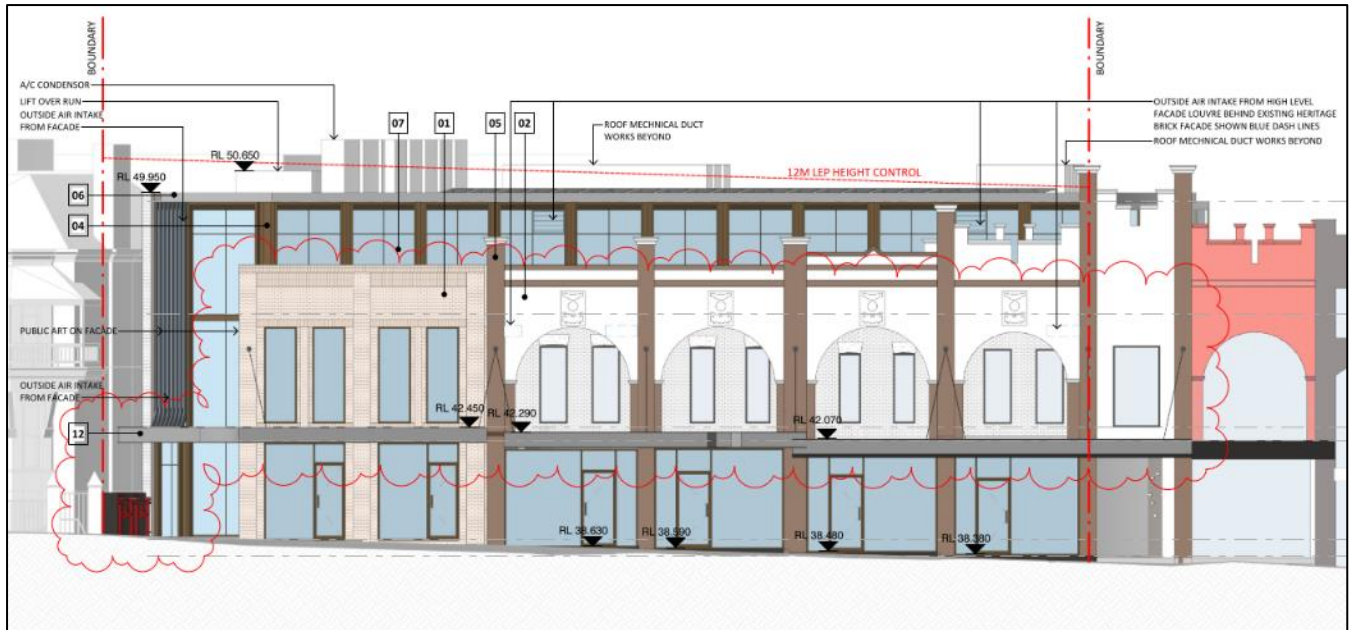 BOUNDARY
BOUNDARY
A/C CONDENSOR
LIFT OVER RUN
OUTSIDE AIR INTAKE
FROM FACADE
07
01
05
02
ROOF MECHNICAL DUCT
WORKS BEYOND
OUTSIDE AIR INTAKE FROM HIGH LEVEL
FACADE LOUVRE BEHIND EXISTING HERITAGE
BRICK FACADE SHOWN BLUE DASH LINES
ROOF MECHNICAL DUCT WORKS BEYOND
RL 50.650
12M LEP HEIGHT CONTROL
RL 49.950
06
04
PUBLIC ART ON FACADE
OUTSIDE AIR INTAKE
FROM FACADE
12
RL 42.450
RL 42.290
RL 42.070
RL 38.630
RL 38.590
RL 38.480
RL 38.380